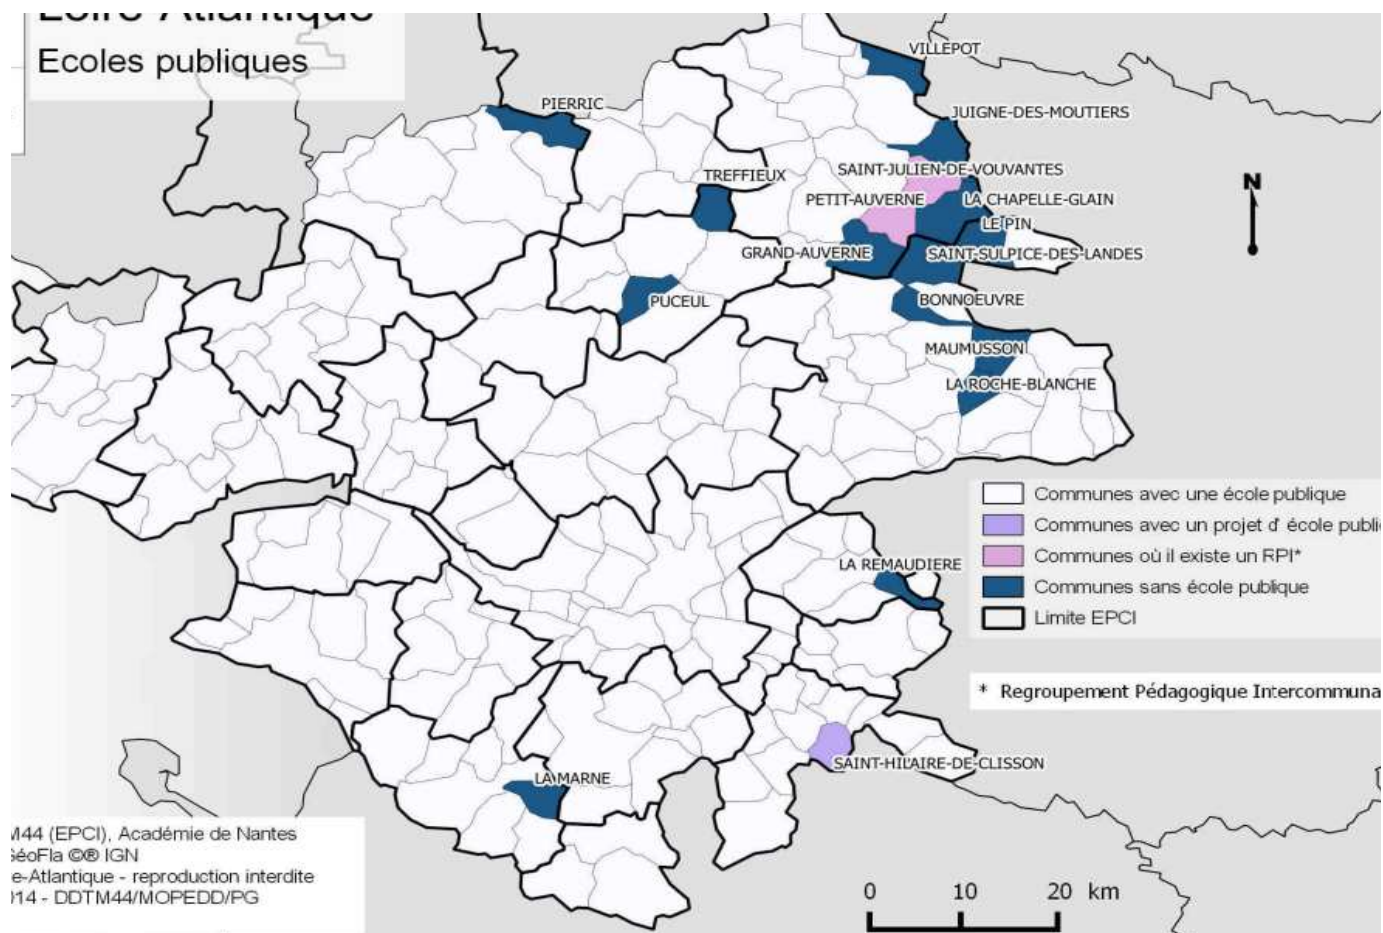 Loire-Atlantique
Ecoles publiques
VILLEPOT
PIERRIC
JUIGNE-DES-MOUTIERS
SAINT-JULIEN-DE-VOUVANTES
TREFFIEUX
PETIT-AUVERNE
LA CHAPELLE-GLAIN
N
LE PIN
GRAND-AUVERNE
SAINT-SULPICE-DES-LANDES
PUCEUL
BONNOEUVRE
MAUMUSSON
LA ROCHE-BLANCHE
Communes avec une école publique
Communes avec un projet d' école publi
Communes où il existe un RPI*
Communes sans école publique
Limite EPCI
LA REMAUDIERE
* Regroupement Pédagogique Intercommuna
SAINT-HILAIRE-DE-CLISSON
LA MARNE
M44 (EPCI), Académie de Nantes
GéoFla ©® IGN
e-Atlantique - reproduction interdite
014 - DDTM44/MOPEDD/PG
0 10 20 km